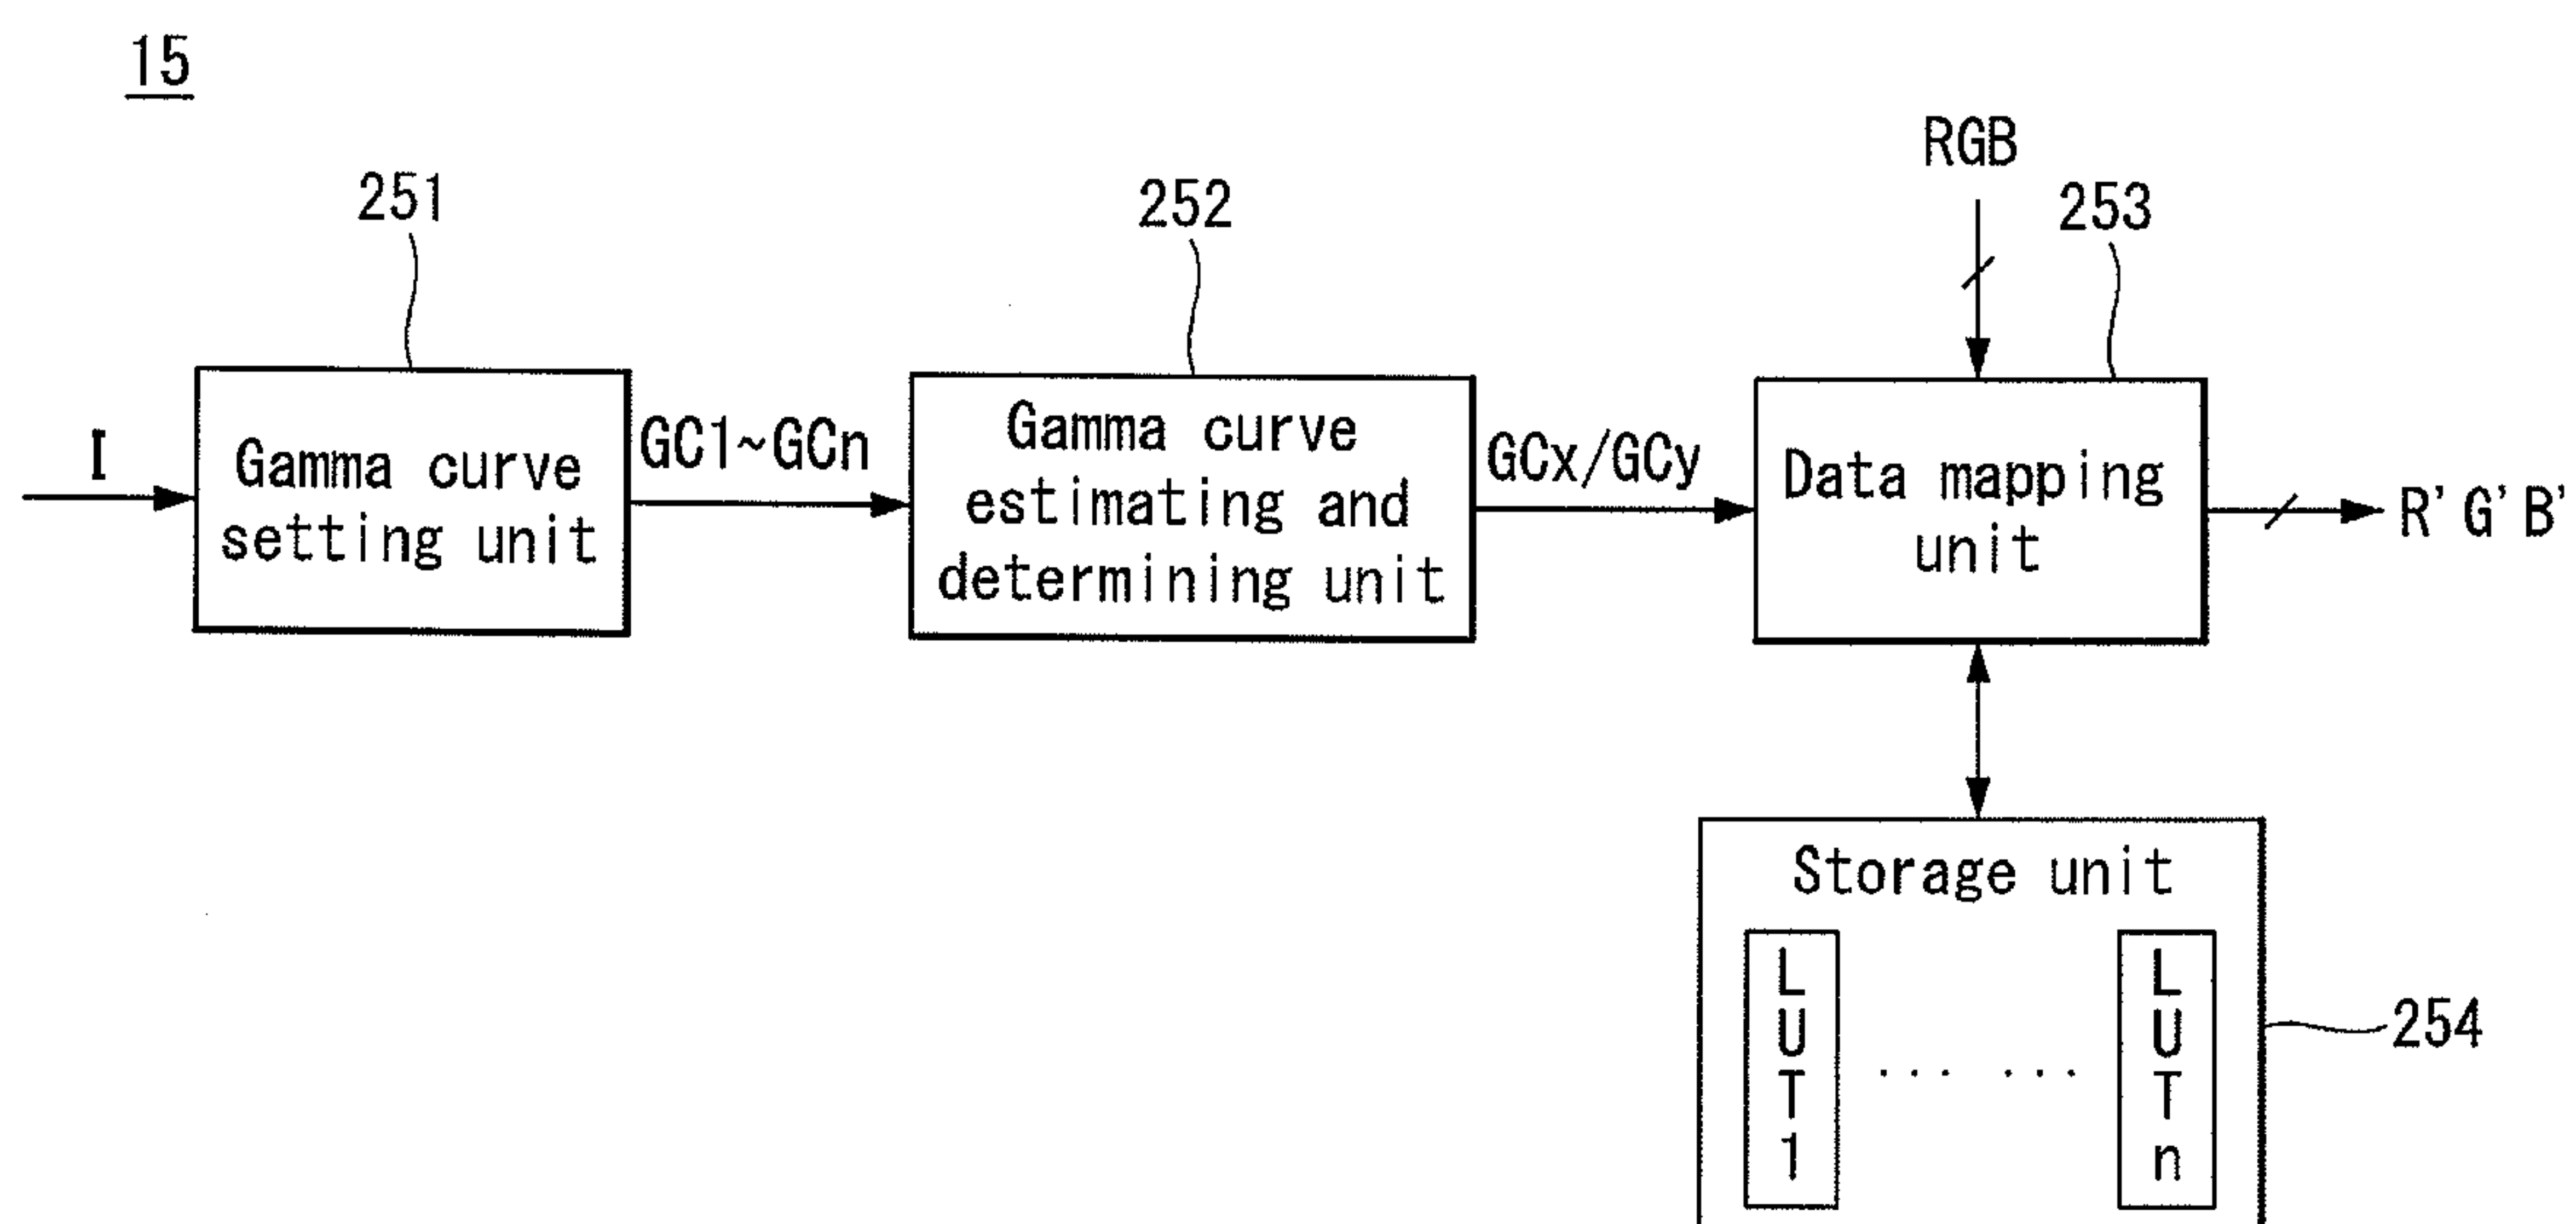 15
251
252
RGB
253
I
Gamma curve
setting unit
GC1~GCn
Gamma curve
estimating and
determining unit
GCx/GCy
Data mapping
unit
R'G'B'
Storage unit
LUT1
... ...
LUTn
254